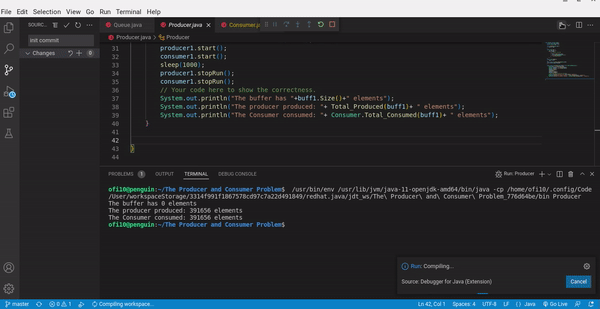 File Edit Selection View Go Run Terminal Help
SOURC...
Queue.java
Producer.java
Consumer.j
init commit
Producer.java > Producer
Changes
0
31 producer1.start();
32 consumer1.start();
33 sleep(1000);
34 producer1.stopRun();
35 consumer1.stopRun();
36 // Your code here to show the correctness.
37 System.out.println("The buffer has "+buff1.Size()+" elements");
38 System.out.println("The producer produced: "+ Total_Produced(buff1)+ " elements");
39 System.out.println("The Consumer consumed: "+ Consumer.Total_Consumed(buff1)+ " elements");
40 }
41
42
43 }
44
PROBLEMS 1 OUTPUT TERMINAL DEBUG CONSOLE
Run: Producer
ofil0@penguin:~/The Producer and Consumer Problem$ /usr/bin/env /usr/lib/jvm/java-11-openjdk-amd64/bin/java -cp /home/ofil0/.config/Code
/User/workspaceStorage/3314f991f1867578cd97c7a22d491849/redhat.java/jdt_ws/The\ Producer\ and\ Consumer\ Problem_776d64be/bin Producer
The buffer has 0 elements
The producer produced: 391656 elements
The Consumer consumed: 391656 elements
ofil0@penguin:~/The Producer and Consumer Problem$
Run: Compiling...
Source: Debugger for Java (Extension)
Cancel
master
0 1
Compiling workspace...
Ln 42, Col 1
Spaces: 4
UTF-8
LF
{} Java
Go Live